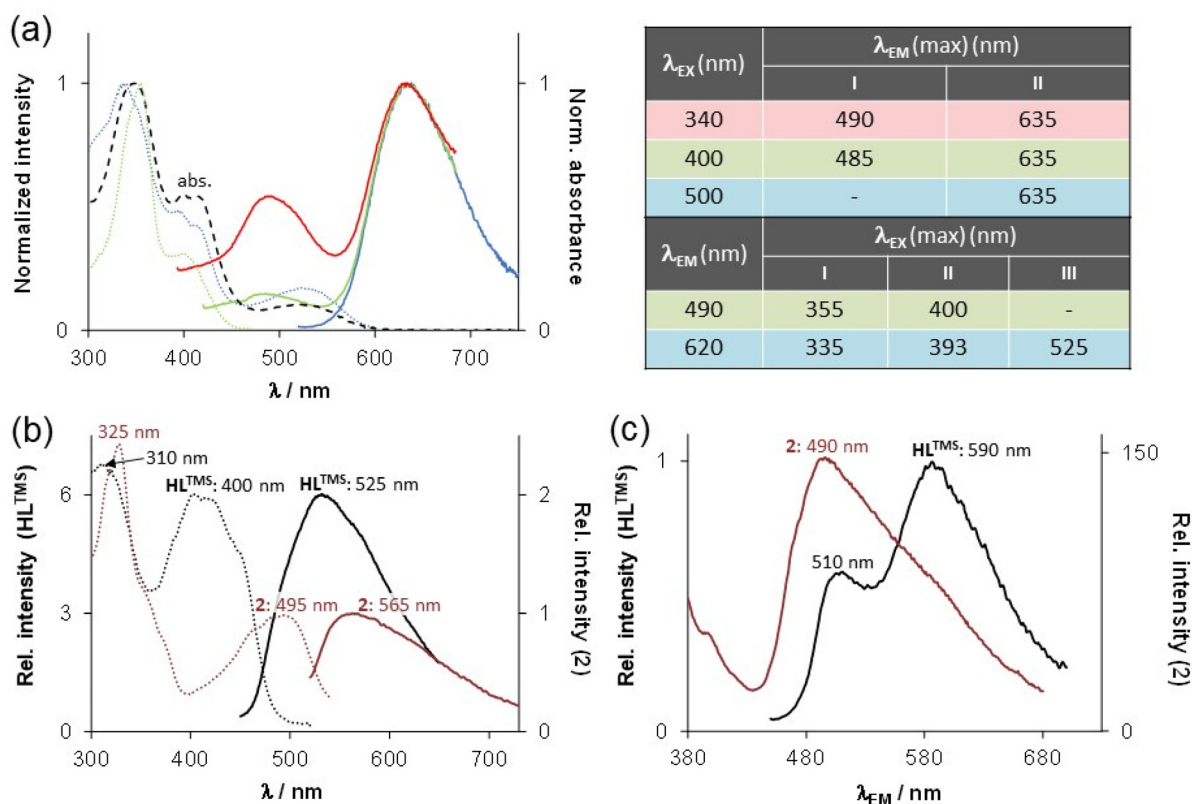 (a)
Normalized intensity
Norm. absorbance
1
0
1
0
abs.
300 400 500 600 700
λ / nm
λEX (nm) λEM (max) (nm)
I II
340 490 635
400 485 635
500 - 635
λEM (nm) λEX (max) (nm)
I II III
490 355 400 -
620 335 393 525
(b)
Rel. intensity (HLTMS)
Rel. intensity (2)
6
3
0
2
1
0
325 nm
310 nm
HLTMS: 400 nm
HLTMS: 525 nm
2: 495 nm
2: 565 nm
300 400 500 600 700
λ / nm
(c)
Rel. intensity (HLTMS)
Rel. intensity (2)
1
0
150
0
2: 490 nm
HLTMS: 590 nm
510 nm
380 480 580 680
λEM / nm